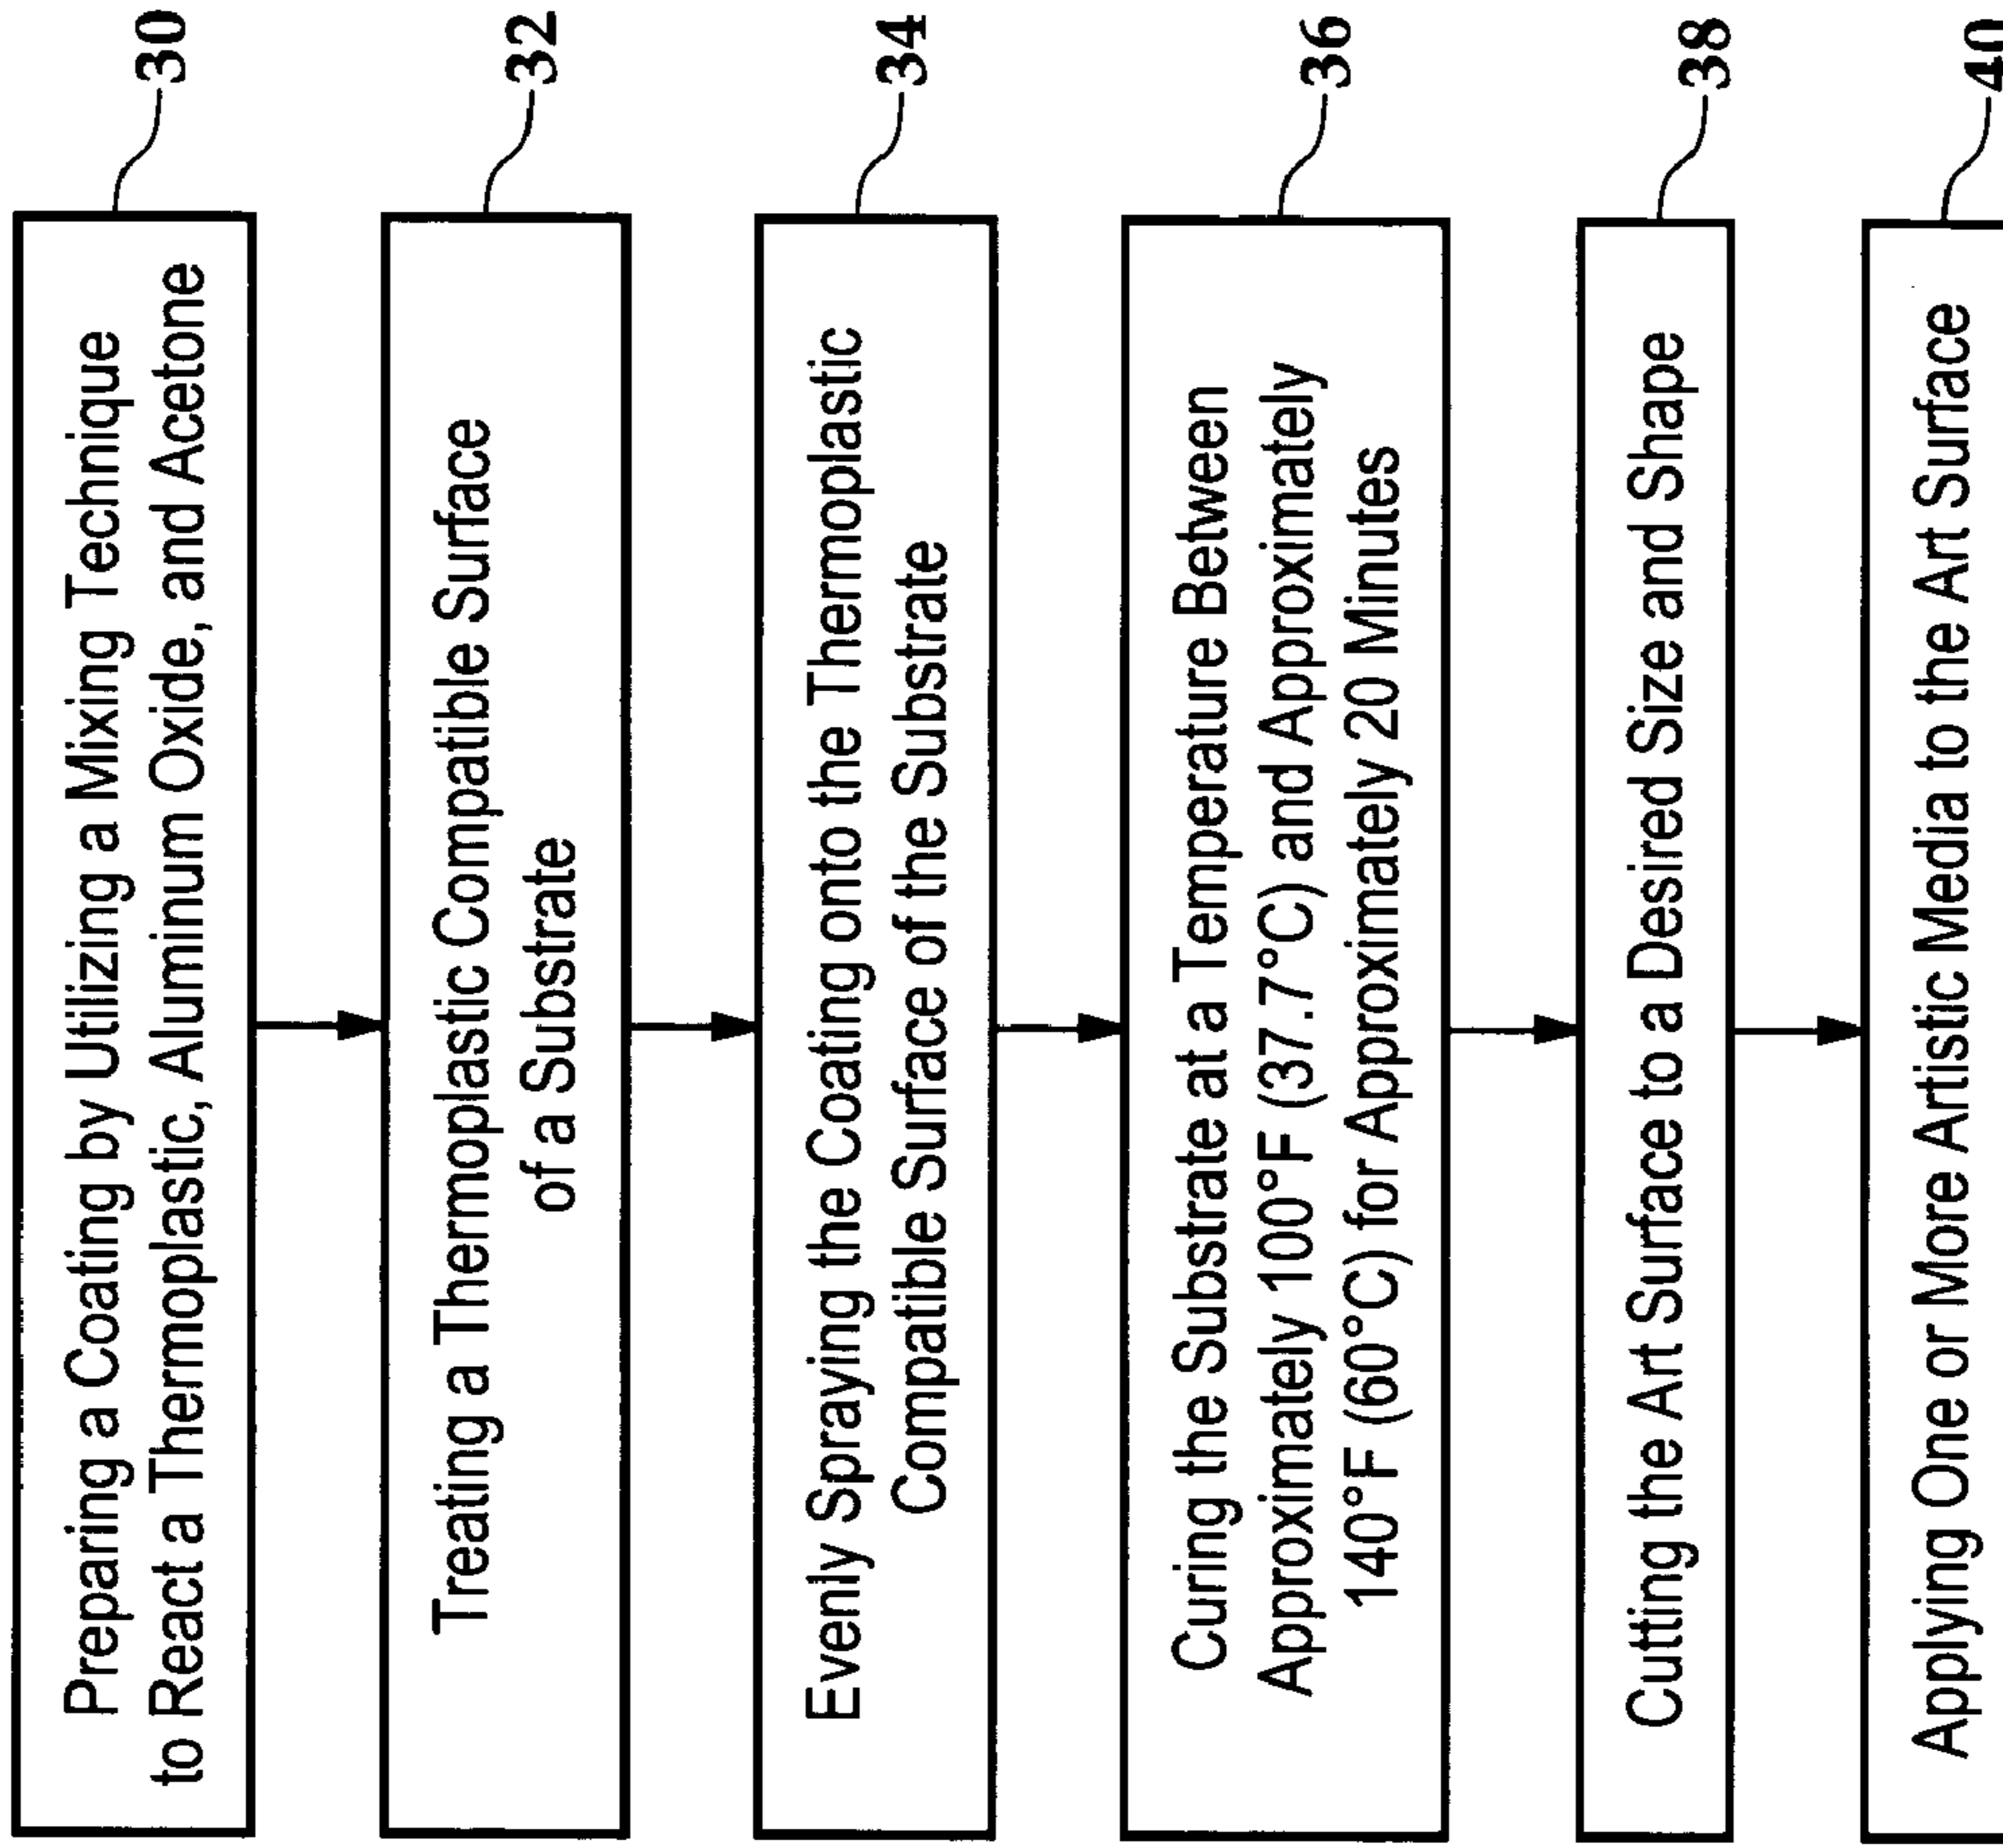 Preparing a Coating by Utilizing a Mixing Technique
to React a Thermoplastic, Aluminum Oxide, and Acetone
30
Treating a Thermoplastic Compatible Surface
of a Substrate
32
Evenly Spraying the Coating onto the Thermoplastic
Compatible Surface of the Substrate
34
Curing the Substrate at a Temperature Between
Approximately 100°F (37.7°C) and Approximately
140°F (60°C) for Approximately 20 Minutes
36
Cutting the Art Surface to a Desired Size and Shape
38
Applying One or More Artistic Media to the Art Surface
40